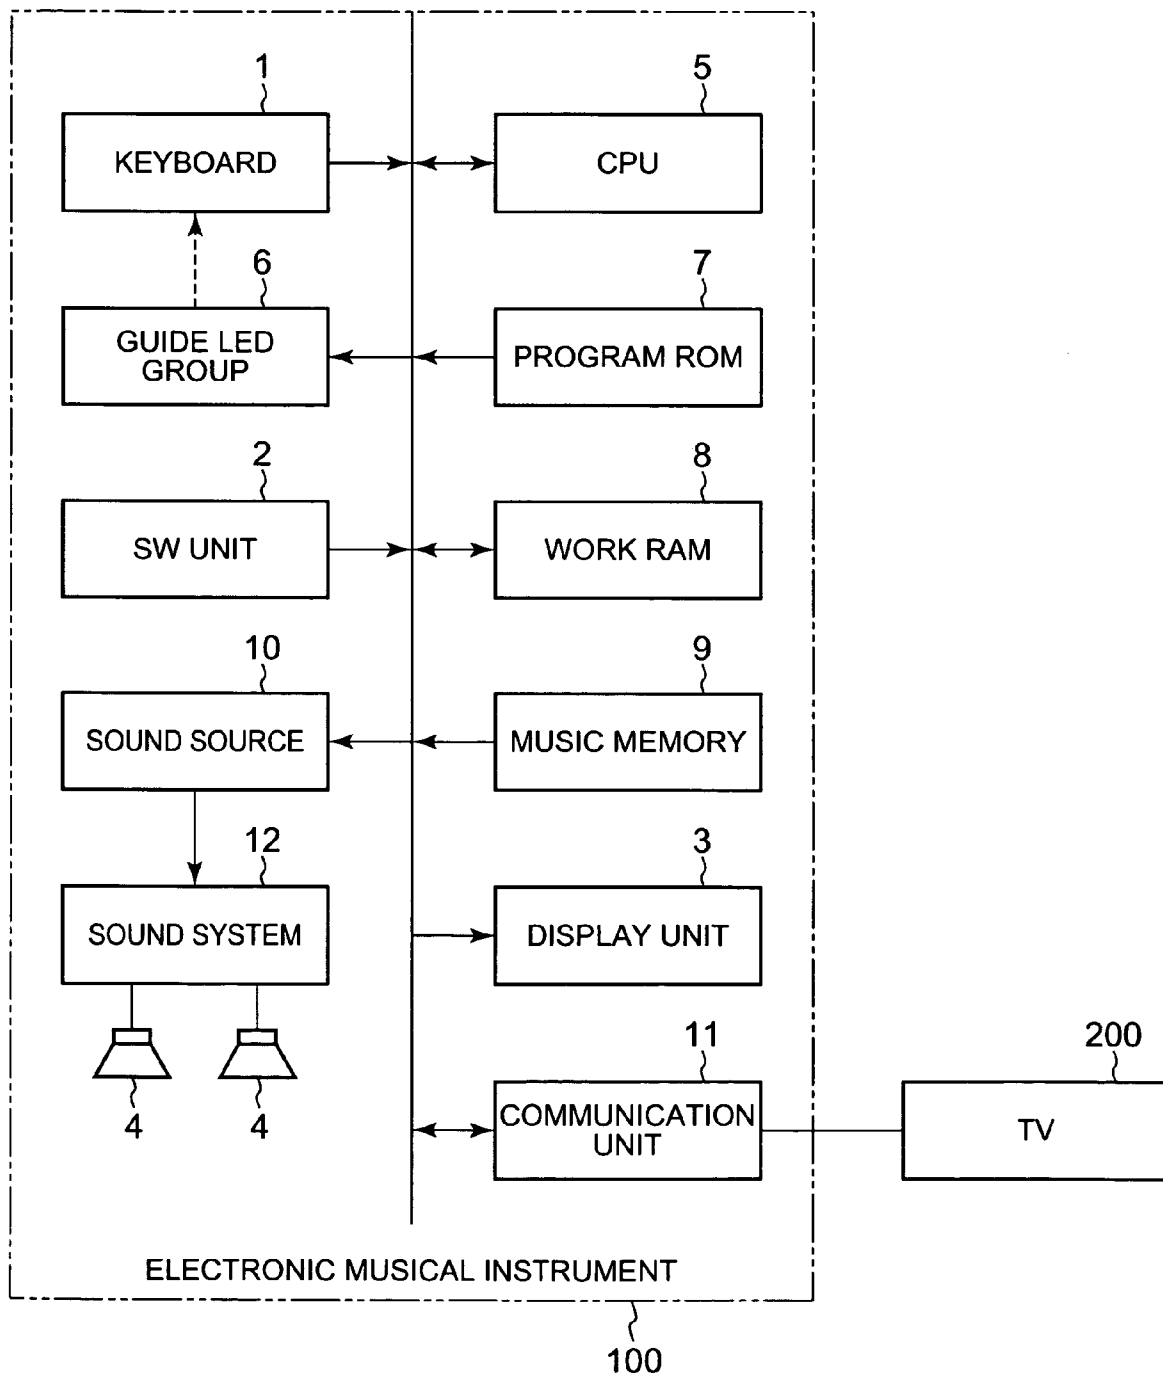 1
5
KEYBOARD
CPU
6
7
GUIDE LED
GROUP
PROGRAM ROM
2
8
SW UNIT
WORK RAM
10
9
SOUND SOURCE
MUSIC MEMORY
12
3
SOUND SYSTEM
DISPLAY UNIT
4
4
11
200
COMMUNICATION
UNIT
TV
ELECTRONIC MUSICAL INSTRUMENT
100